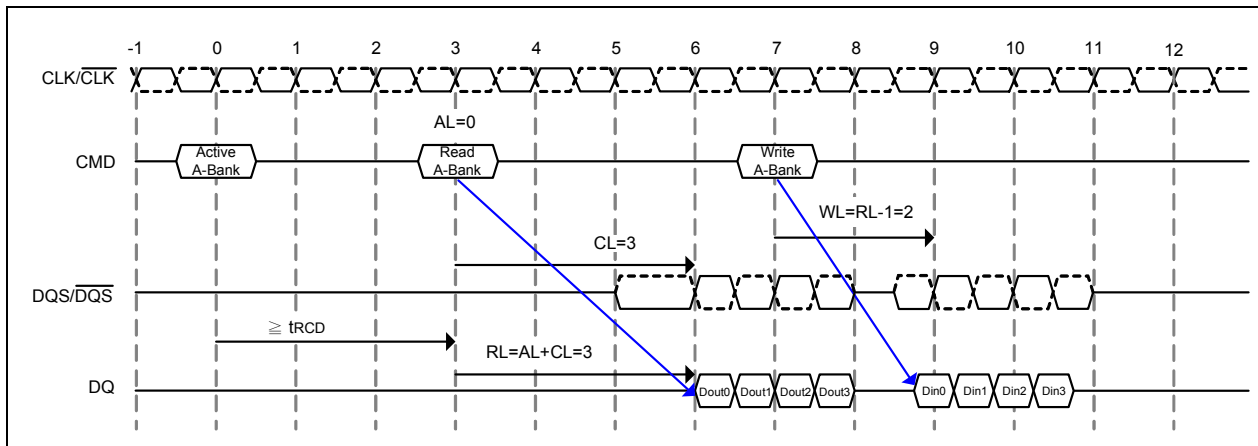 -1 0 1 2 3 4 5 6 7 8 9 10 11 12
CLK/CLK
AL=0
CMD
Active
A-Bank
Read
A-Bank
Write
A-Bank
WL=RL-1=2
CL=3
DQS/DQS
≧ tRCD
RL=AL+CL=3
DQ
Dout0 Dout1 Dout2 Dout3 Din0 Din1 Din2 Din3